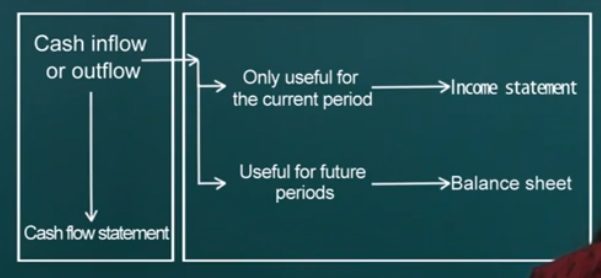 Cash inflow
or outflow
Cash flow statement
Only useful for
the current period
Income statement
Useful for future
periods
Balance sheet